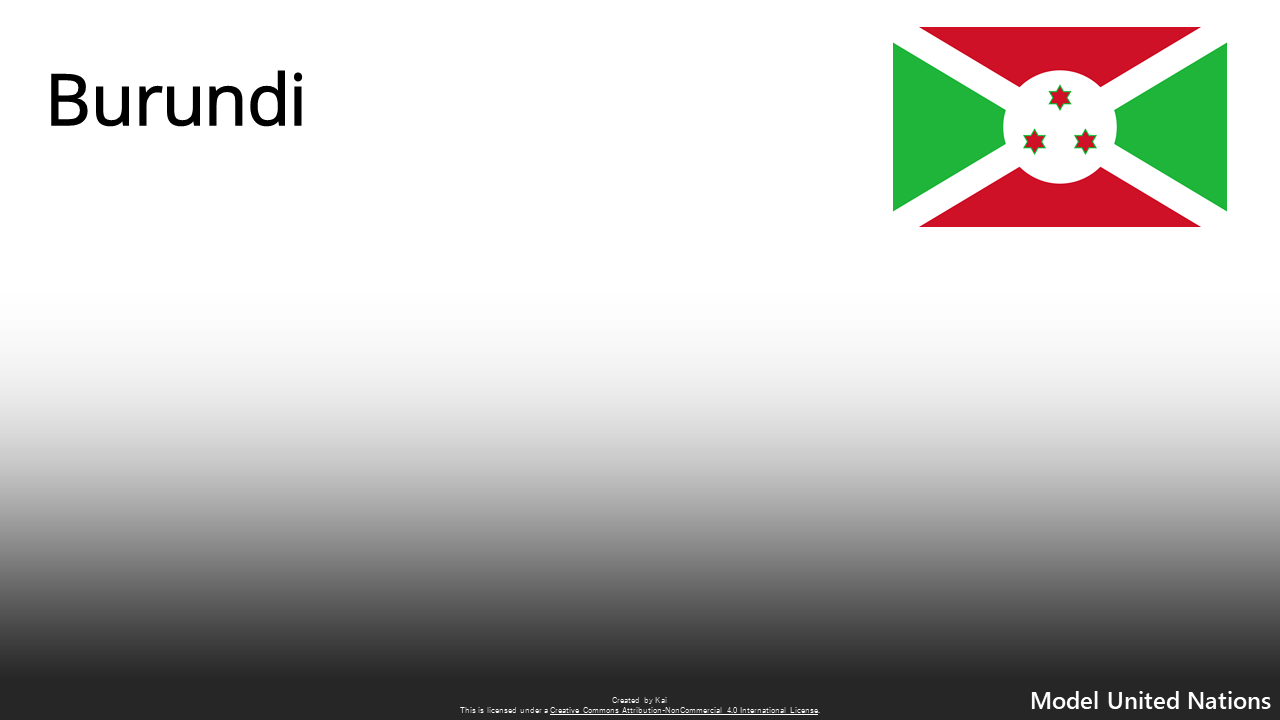 Burundi
Created by Kai
This is licensed under a Creative Commons Attribution-NonCommercial 4.0 International License.
Model United Nations